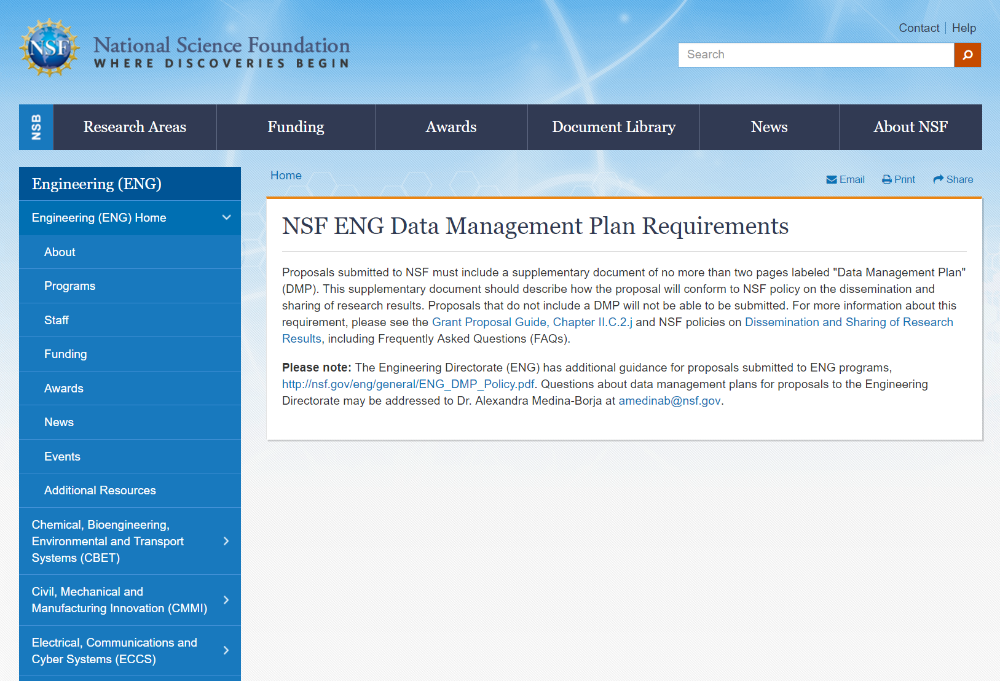 NSF
National Science Foundation
WHERE DISCOVERIES BEGIN
Contact
Help
Search
NSB
Research Areas
Funding
Awards
Document Library
News
About NSF
Engineering (ENG)
Engineering (ENG) Home
About
Programs
Staff
Funding
Awards
News
Events
Additional Resources
Chemical, Bioengineering,
Environmental and Transport
Systems (CBET)
Civil, Mechanical and
Manufacturing Innovation (CMMI)
Electrical, Communications and
Cyber Systems (ECCS)
Home
Email
Print
Share
NSF ENG Data Management Plan Requirements
Proposals submitted to NSF must include a supplementary document of no more than two pages labeled "Data Management Plan"
(DMP). This supplementary document should describe how the proposal will conform to NSF policy on the dissemination and
sharing of research results. Proposals that do not include a DMP will not be able to be submitted. For more information about this
requirement, please see the Grant Proposal Guide, Chapter II.C.2.j and NSF policies on Dissemination and Sharing of Research
Results, including Frequently Asked Questions (FAQs).
Please note: The Engineering Directorate (ENG) has additional guidance for proposals submitted to ENG programs,
http://nsf.gov/eng/general/ENG_DMP_Policy.pdf. Questions about data management plans for proposals to the Engineering
Directorate may be addressed to Dr. Alexandra Medina-Borja at amedinab@nsf.gov.